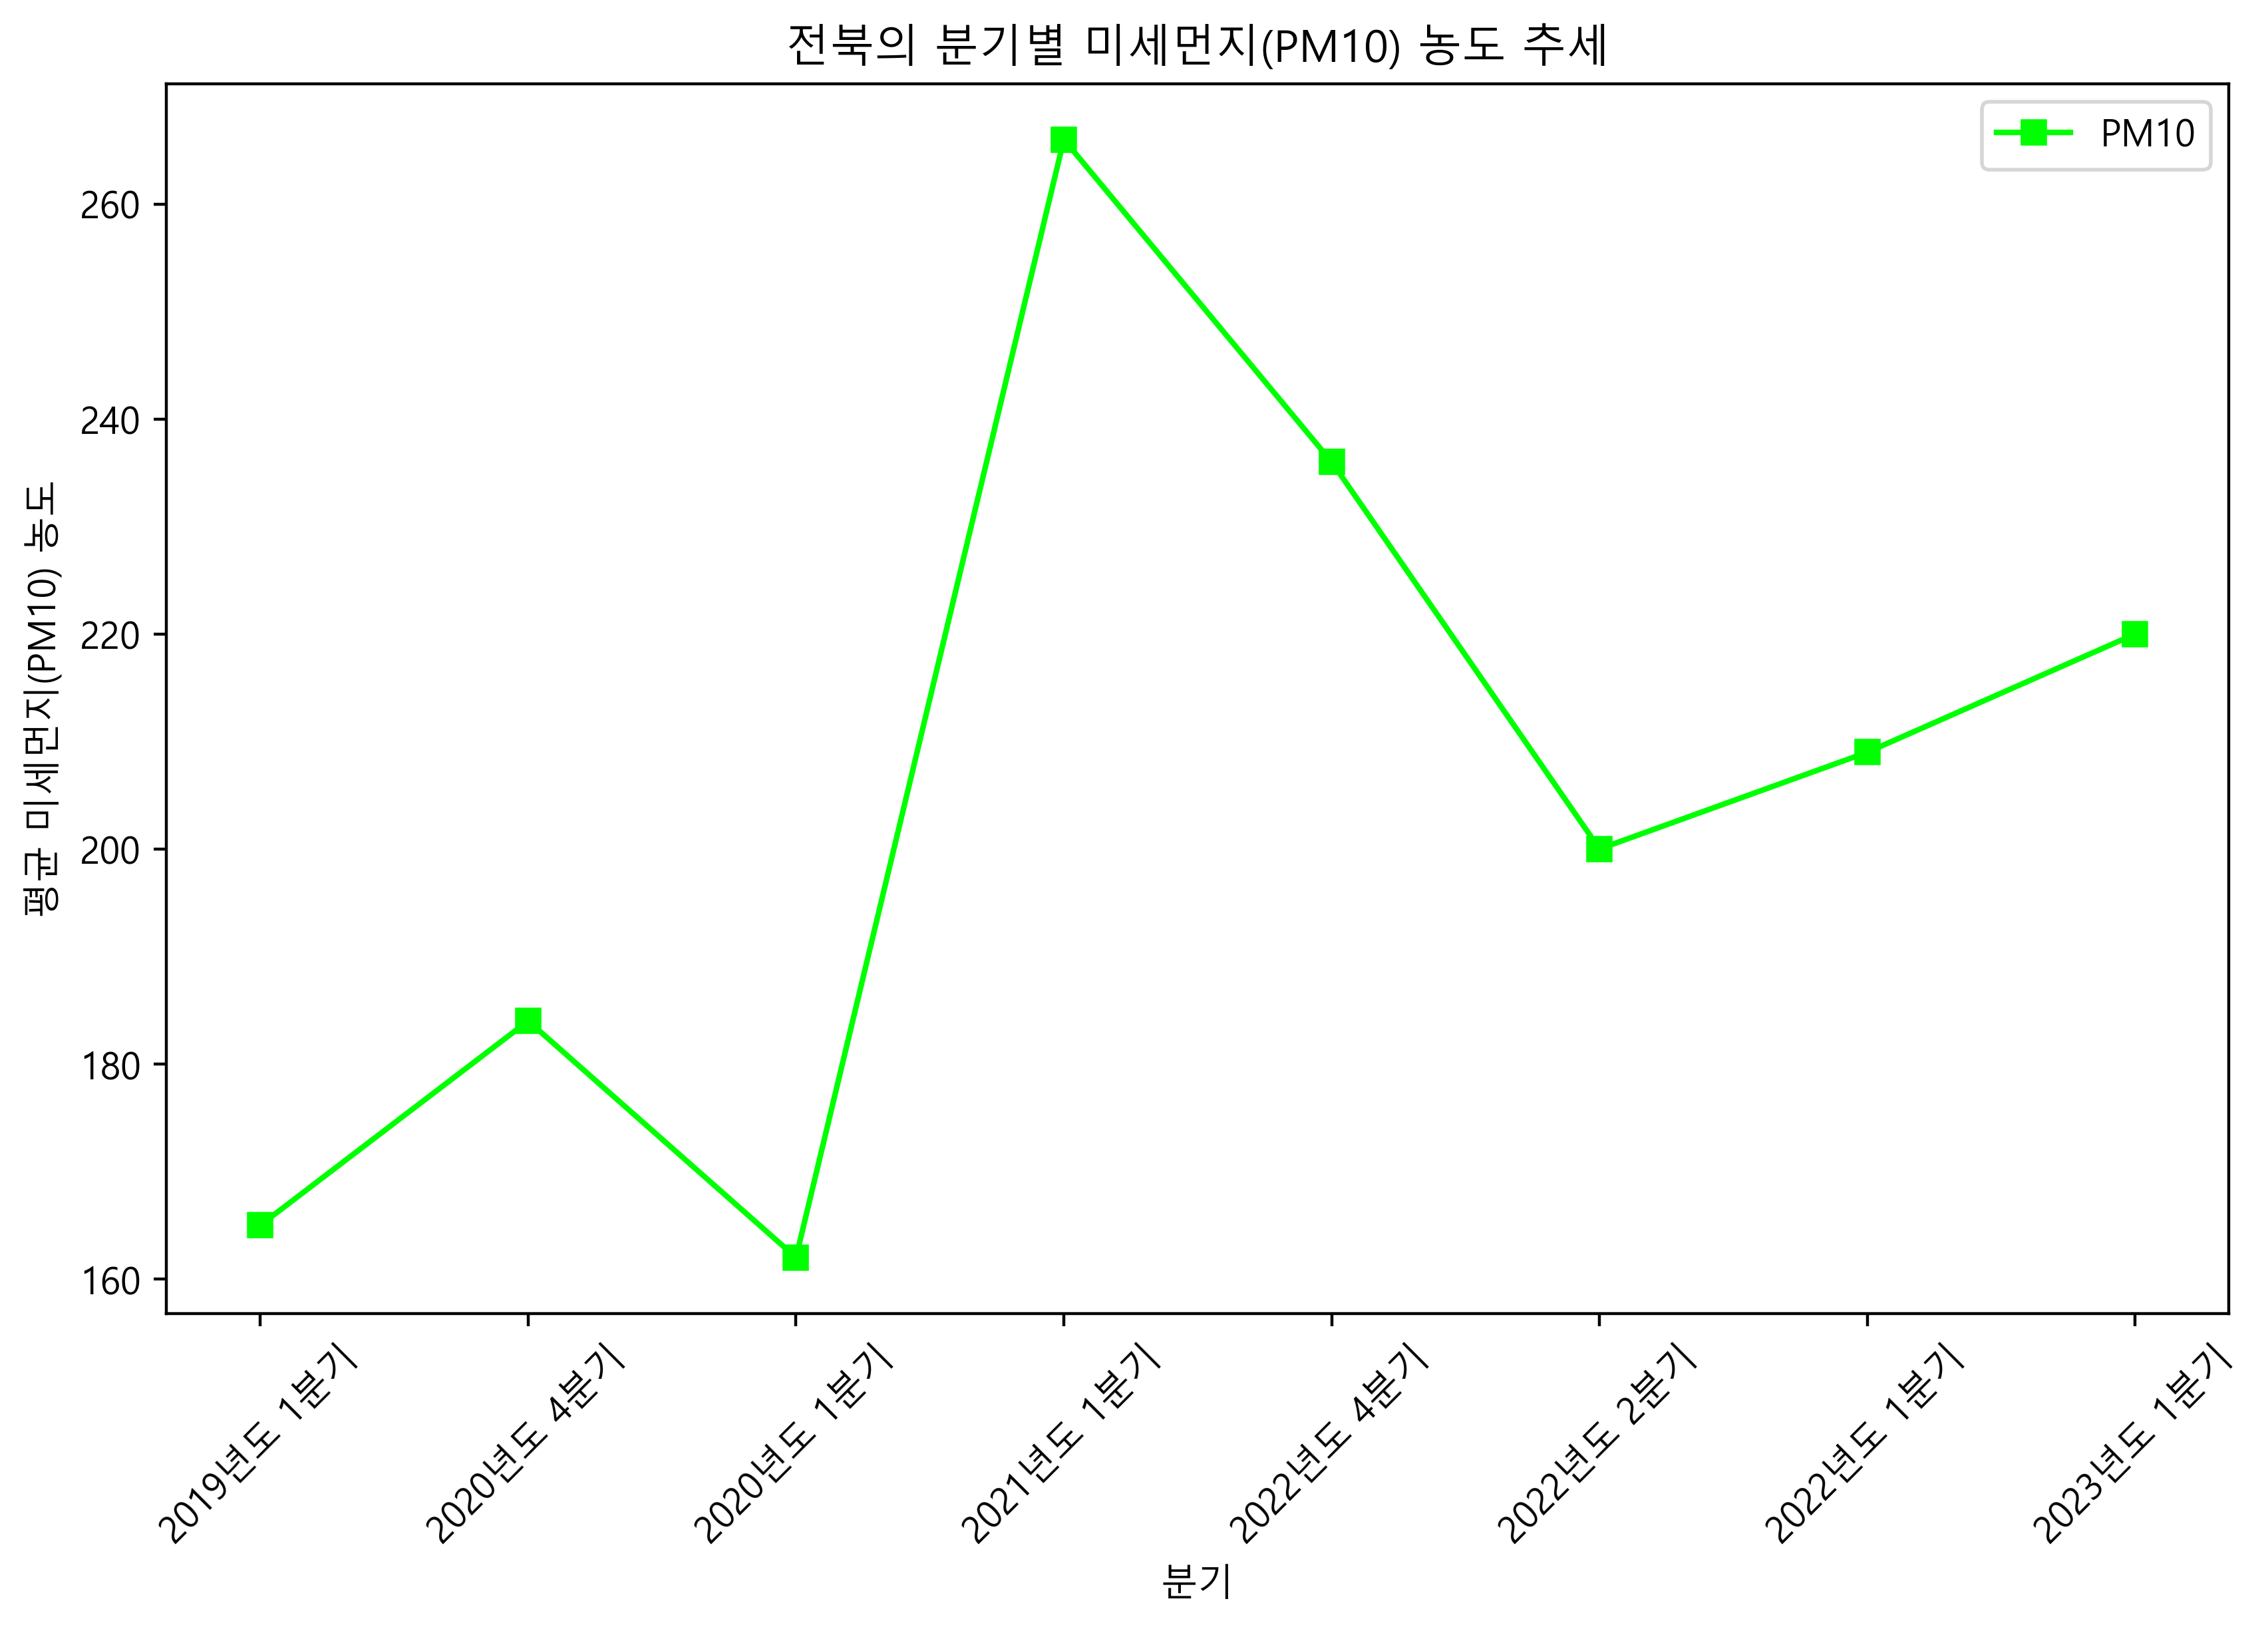 전북의 분기별 미세먼지(PM10) 농도 추세
PM10
평균 미세먼지(PM10) 농도
260
240
220
200
180
160
2019년도 1분기
2020년도 4분기
2020년도 1분기
2021년도 1분기
2022년도 4분기
2022년도 2분기
2022년도 1분기
2023년도 1분기
분기